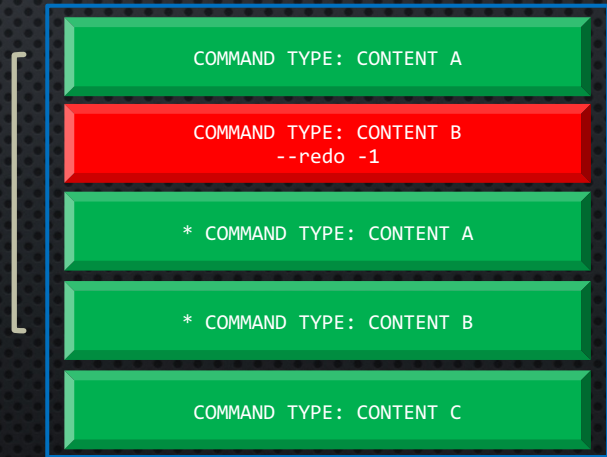 COMMAND TYPE: CONTENT A
COMMAND TYPE: CONTENT B
--redo -1
* COMMAND TYPE: CONTENT A
* COMMAND TYPE: CONTENT B
COMMAND TYPE: CONTENT C